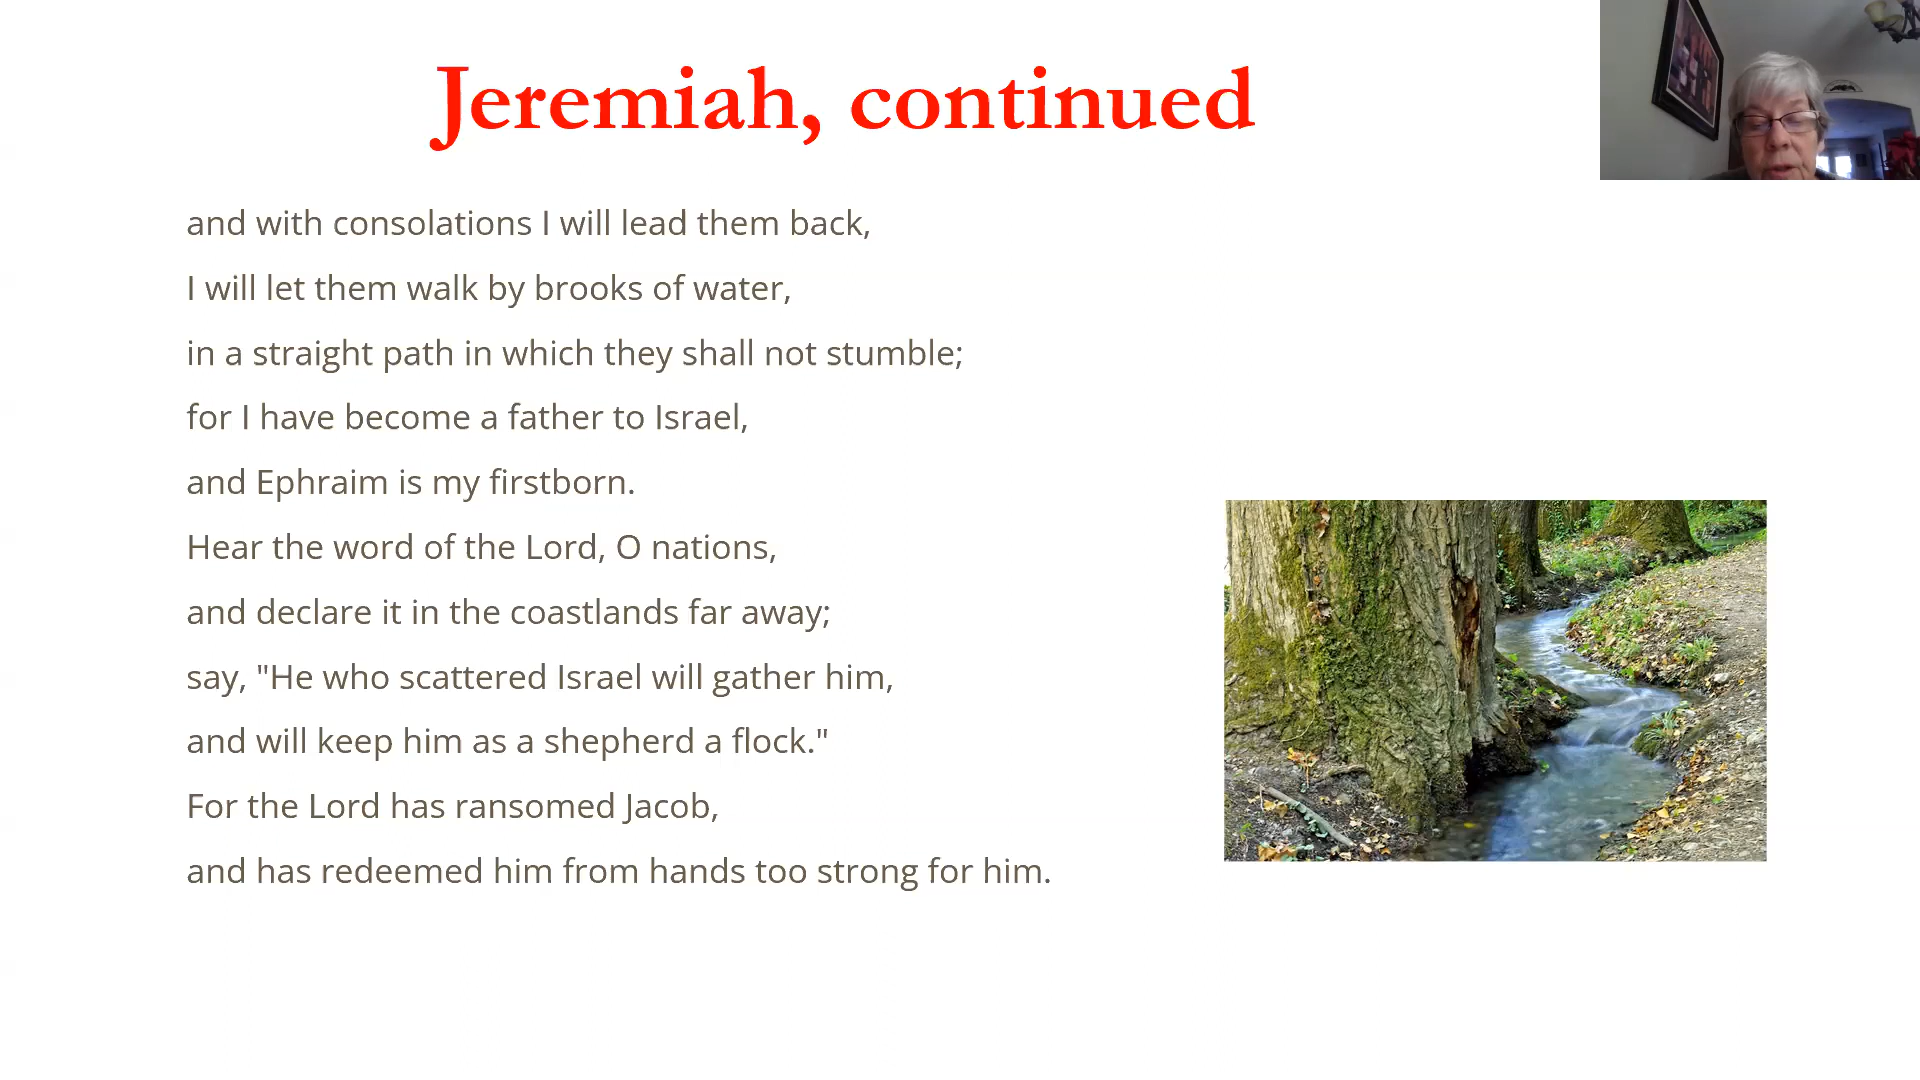 Jeremiah, continued
and with consolations I will lead them back,
I will let them walk by brooks of water,
in a straight path in which they shall not stumble;
for I have become a father to Israel,
and Ephraim is my firstborn.
Hear the word of the Lord, O nations,
and declare it in the coastlands far away;
say, "He who scattered Israel will gather him,
and will keep him as a shepherd a flock."
For the Lord has ransomed Jacob,
and has redeemed him from hands too strong for him.